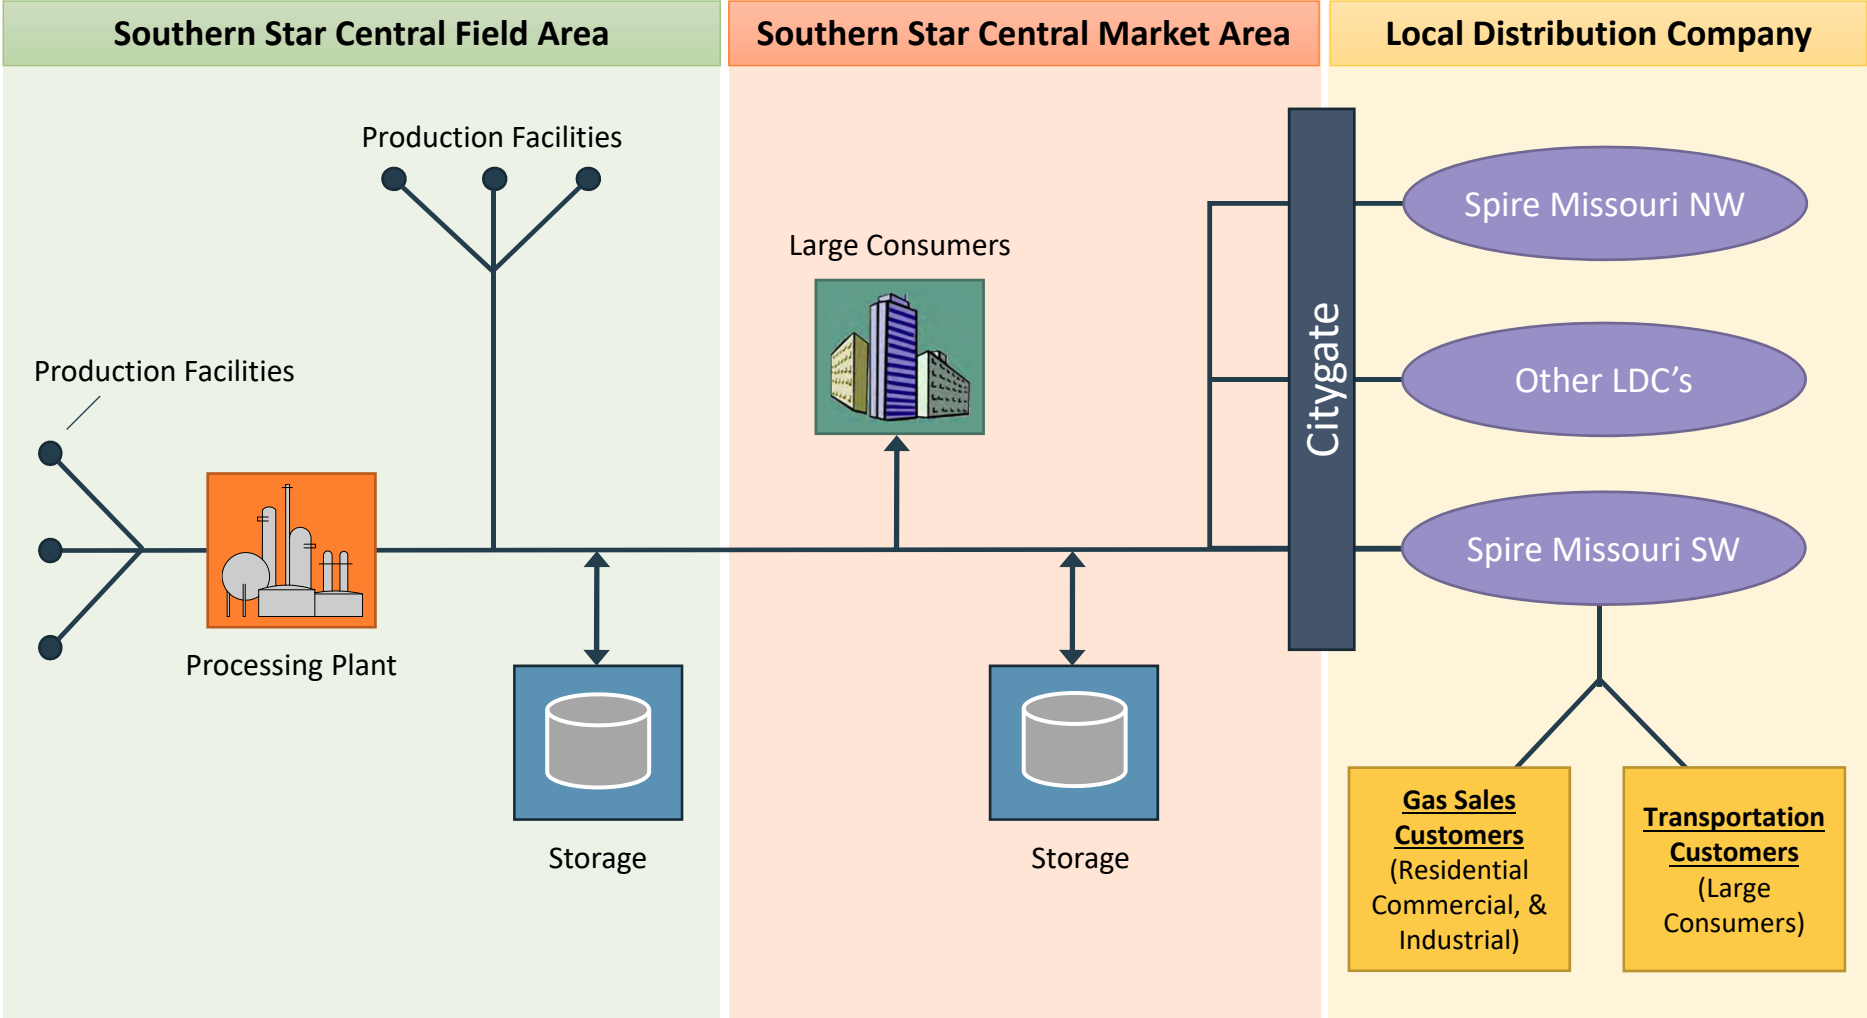 Southern Star Central Field Area
Southern Star Central Market Area
Local Distribution Company
Production Facilities
Production Facilities
Processing Plant
Storage
Large Consumers
Storage
Citygate
Spire Missouri NW
Other LDC’s
Spire Missouri SW
Gas Sales
Customers
(Residential
Commercial, &
Industrial)
Transportation
Customers
(Large
Consumers)